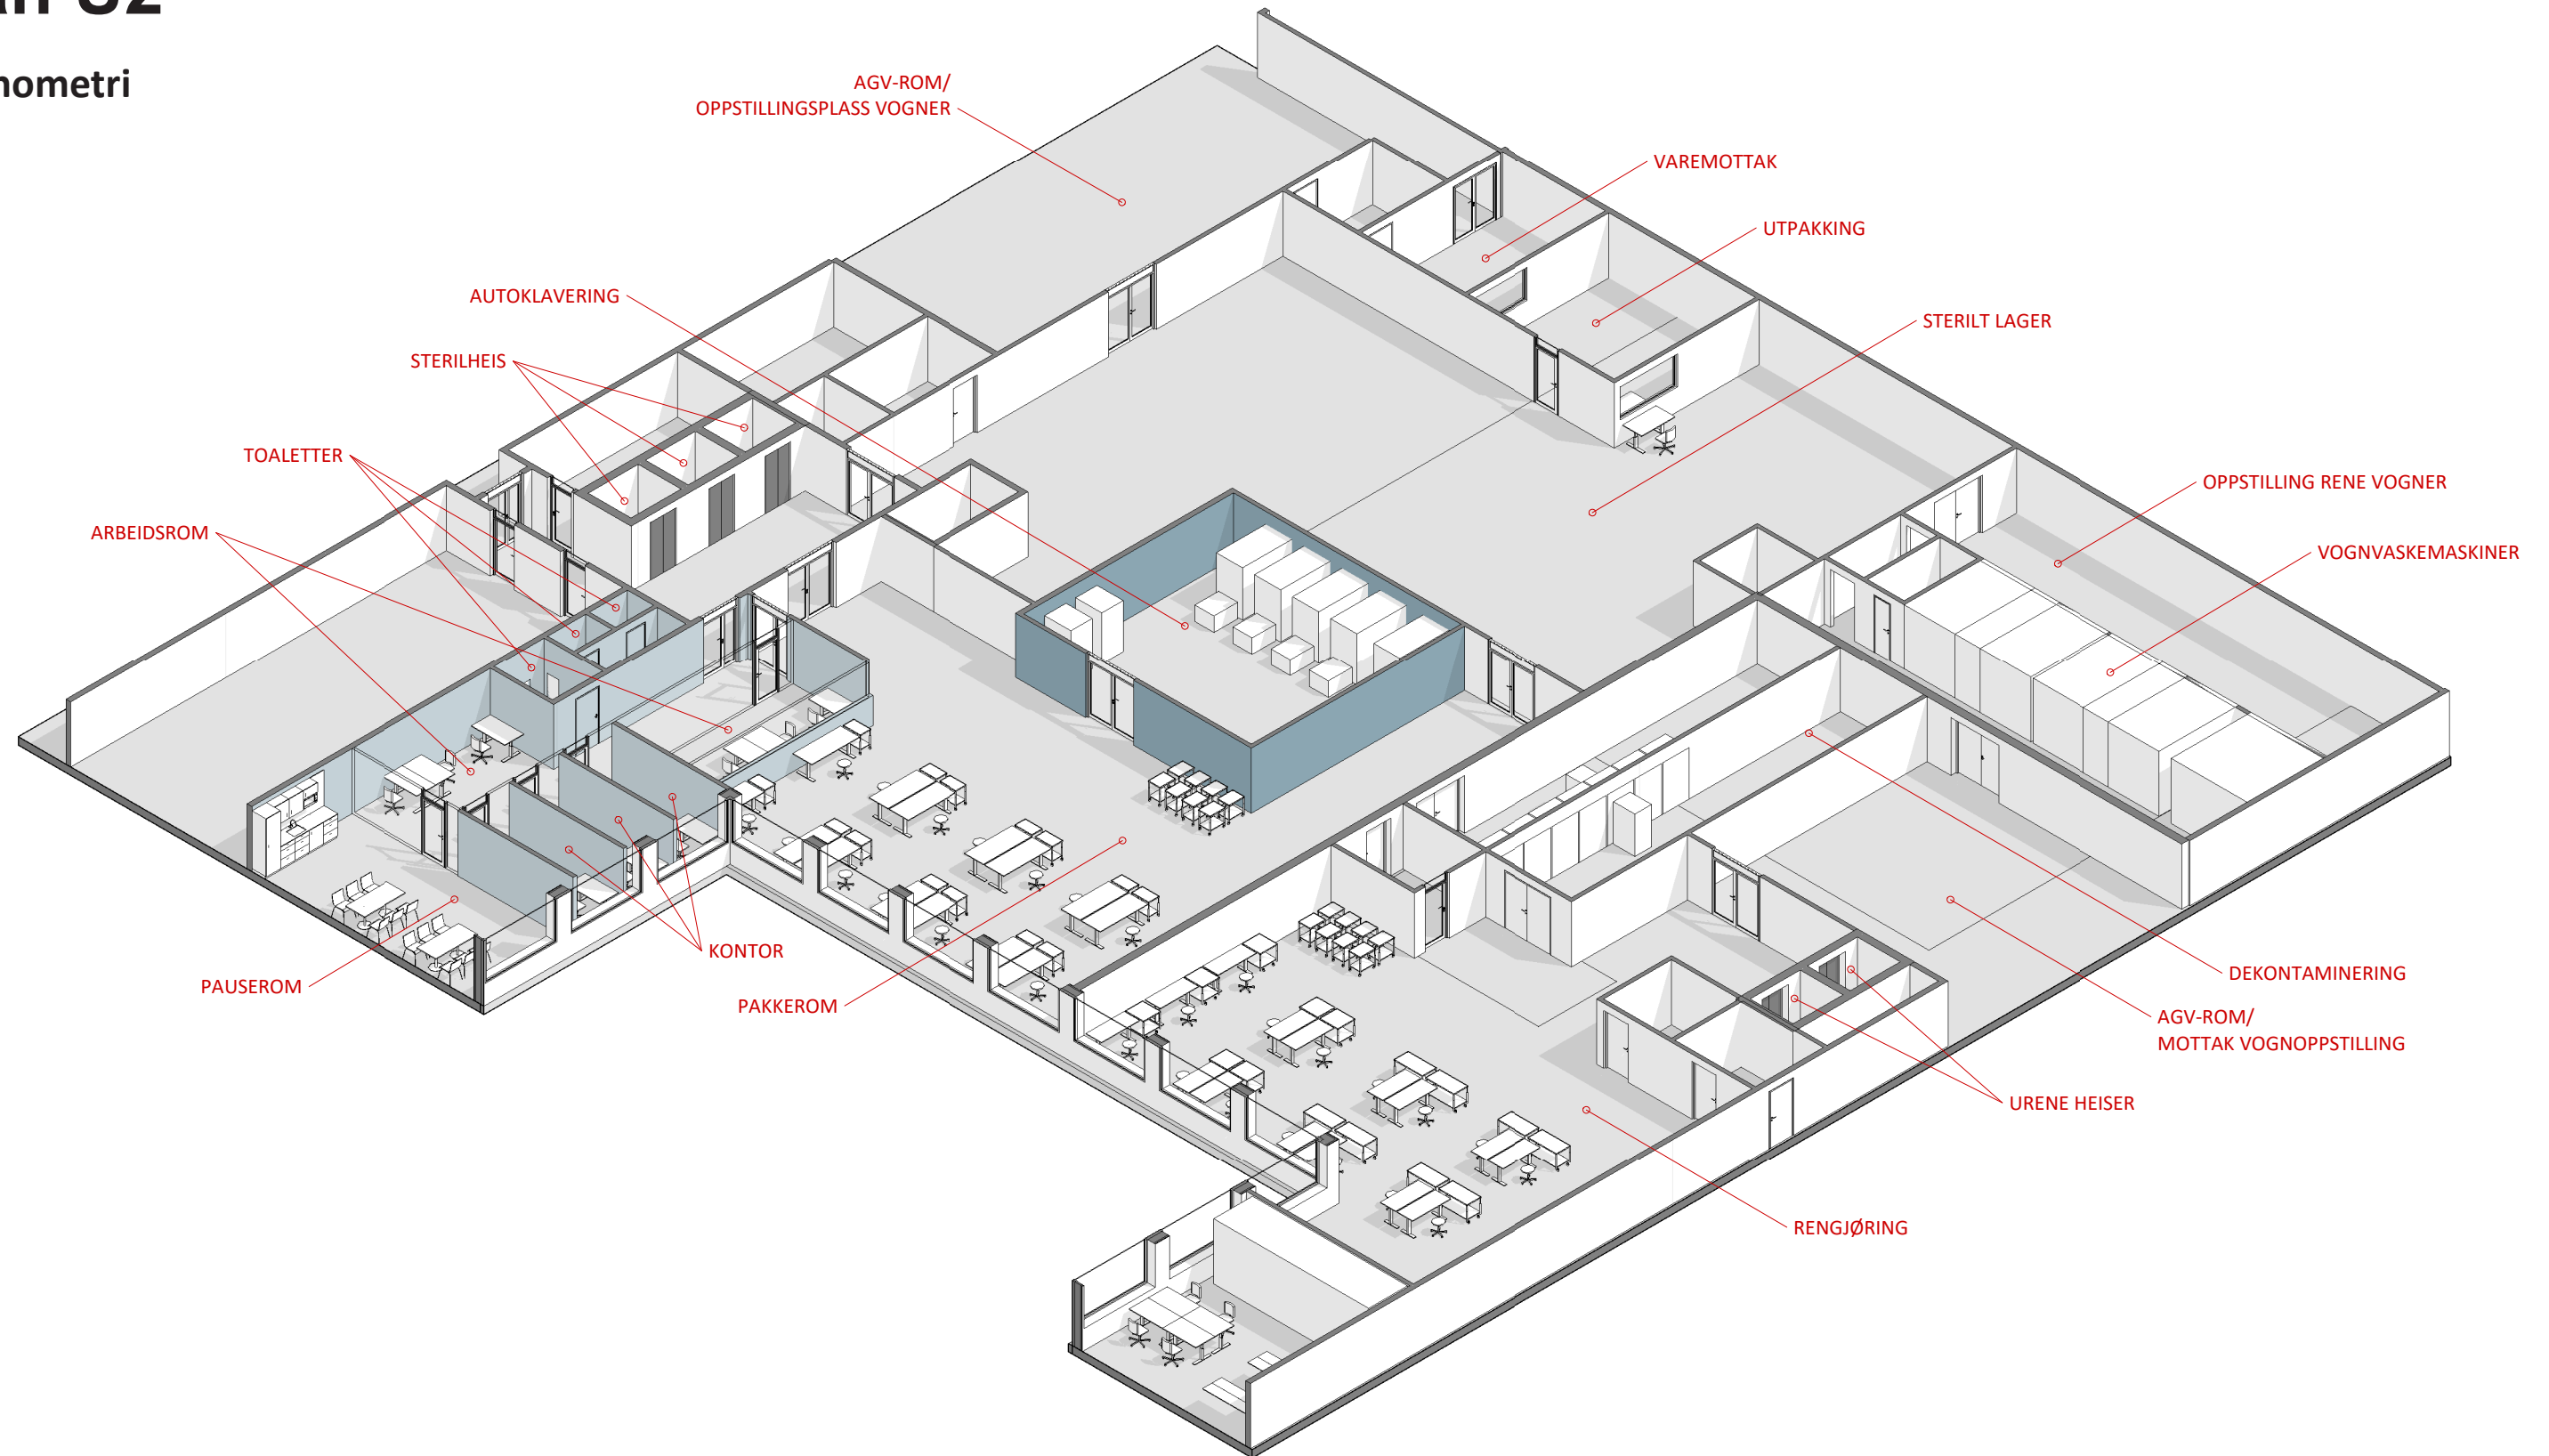 AGV-ROM/
OPPSTILLINGSPLASS VOGNER
VAREMOTTAK
UTPAKKING
AUTOKLAVERING
STERILT LAGER
STERILHEIS
TOALETTER
OPPSTILLING RENE VOGNER
ARBEIDSROM
VOGNVASKEMASKINER
KONTOR
PAUSEROM
PAKKEROM
DEKONTAMINERING
AGV-ROM/
MOTTAK VOGNOPPSTILLING
URENE HEISER
RENGJØRING